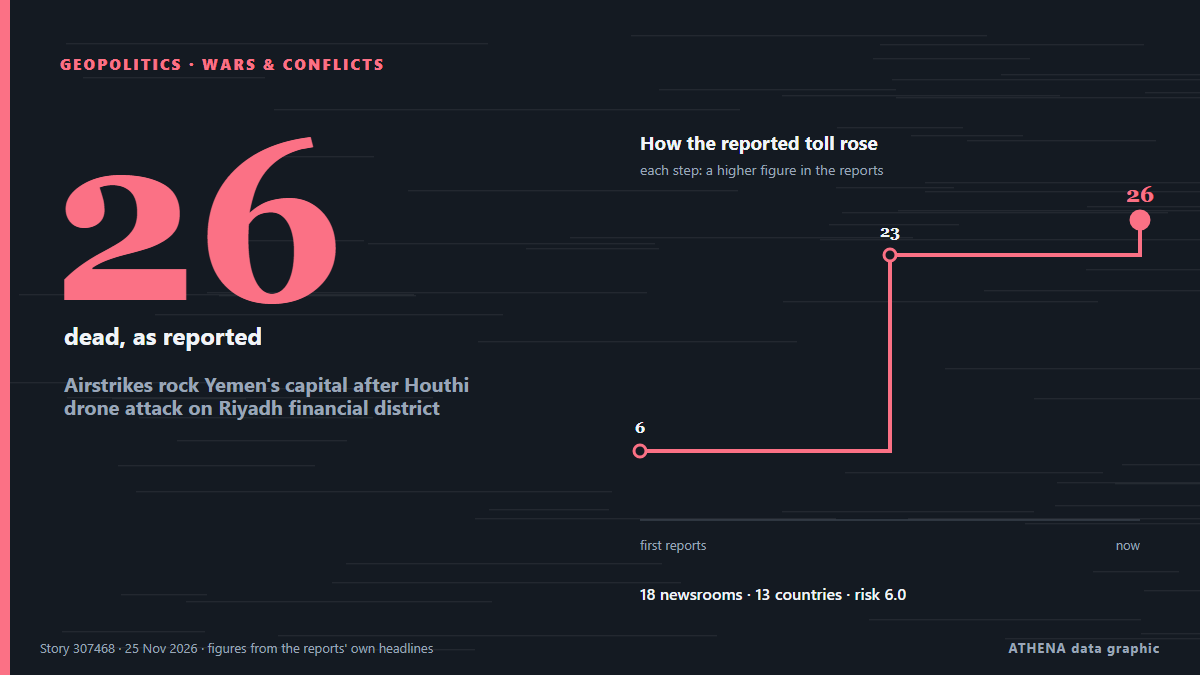 GEOPOLITICS · WARS & CONFLICTS
26
dead, as reported
Airstrikes rock Yemen's capital after Houthi
drone attack on Riyadh financial district
How the reported toll rose
each step: a higher figure in the reports
26
23
6
first reports
now
18 newsrooms · 13 countries · risk 6.0
Story 307468 · 25 Nov 2026 · figures from the reports' own headlines
ATHENA data graphic